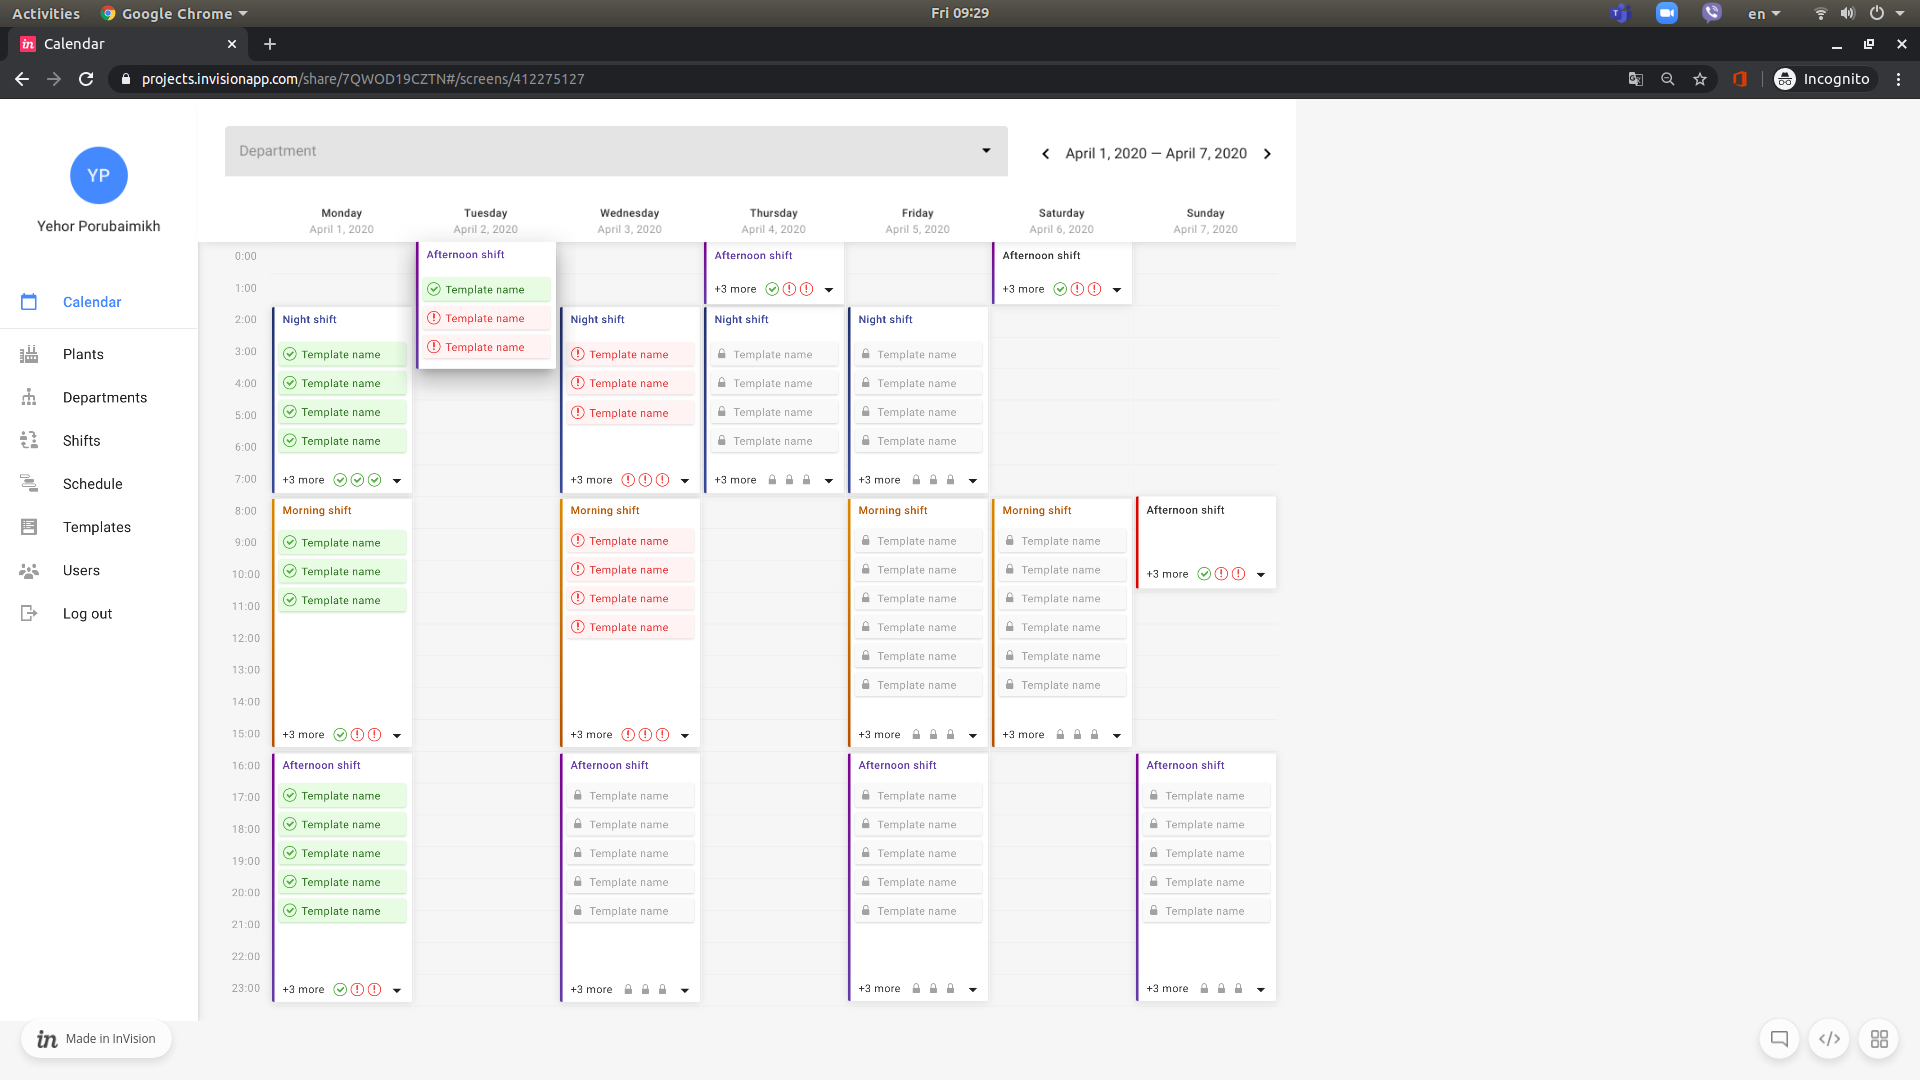 Activities
Google Chrome
Fri 09:29
en
in Calendar
projects.invisionapp.com/share/7QWOD19CZTN#/screens/412275127
Incognito
YP
Yehor Porubaimikh
Calendar
Plants
Departments
Shifts
Schedule
Templates
Users
Log out
Department
April 1, 2020 — April 7, 2020
Monday
April 1, 2020
Tuesday
April 2, 2020
Wednesday
April 3, 2020
Thursday
April 4, 2020
Friday
April 5, 2020
Saturday
April 6, 2020
Sunday
April 7, 2020
0:00
1:00
2:00
3:00
4:00
5:00
6:00
7:00
8:00
9:00
10:00
11:00
12:00
13:00
14:00
15:00
16:00
17:00
18:00
19:00
20:00
21:00
22:00
23:00
Night shift
Template name
Template name
Template name
Template name
+3 more
Morning shift
Template name
Template name
Template name
+3 more
Afternoon shift
Template name
Template name
Template name
Template name
Template name
+3 more
Afternoon shift
Template name
Template name
Template name
Night shift
Template name
Template name
Template name
+3 more
Morning shift
Template name
Template name
Template name
Template name
+3 more
Afternoon shift
Template name
Template name
Template name
Template name
Template name
+3 more
Afternoon shift
+3 more
Night shift
Template name
Template name
Template name
Template name
+3 more
Night shift
Template name
Template name
Template name
Template name
+3 more
Morning shift
Template name
Template name
Template name
Template name
Template name
Template name
+3 more
Afternoon shift
Template name
Template name
Template name
Template name
Template name
+3 more
Afternoon shift
+3 more
Morning shift
Template name
Template name
Template name
Template name
Template name
Template name
+3 more
Afternoon shift
+3 more
Afternoon shift
Template name
Template name
Template name
Template name
Template name
+3 more
in Made in InVision